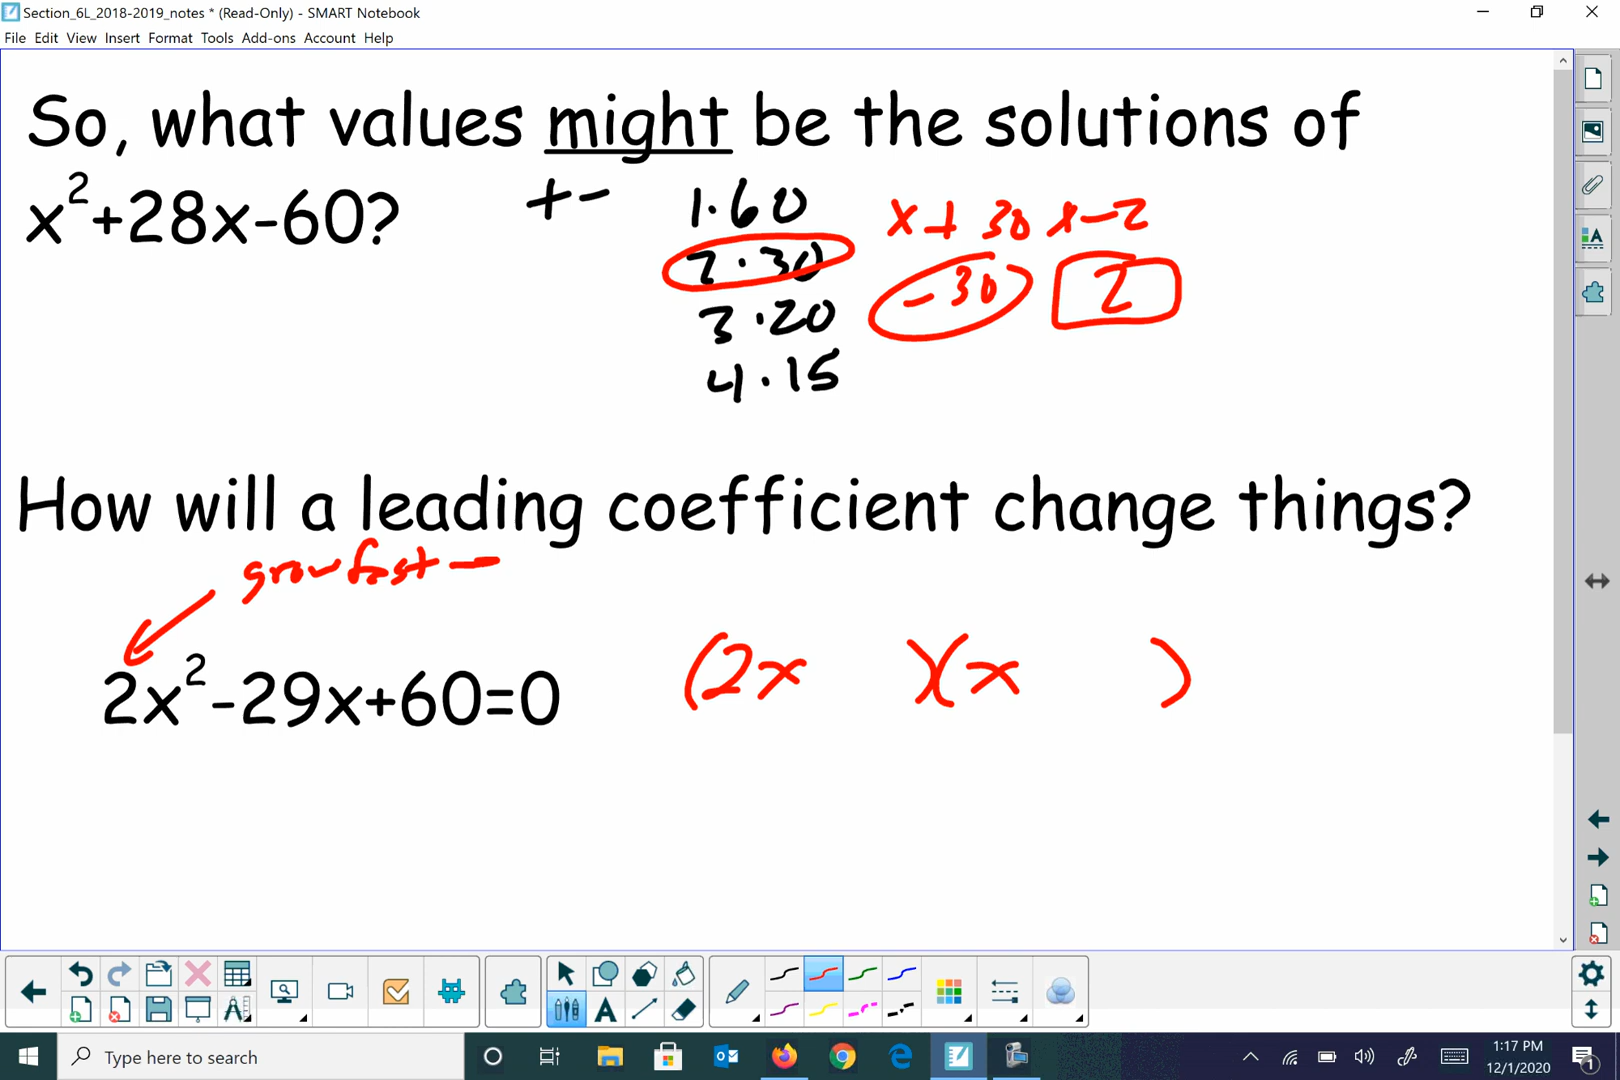 Section_6L_2018-2019_notes * (Read-Only) - SMART Notebook
File Edit View Insert Format Tools Add-ons Account Help
So, what values might be the solutions of
x²+28x-60?
+ -
1·60
2·30
3·20
4·15
x+30 x-2
-30 2
How will a leading coefficient change things?
grow fast -
2x²-29x+60=0
(2x )(x )
A
A
Type here to search
1:17 PM
12/1/2020
1